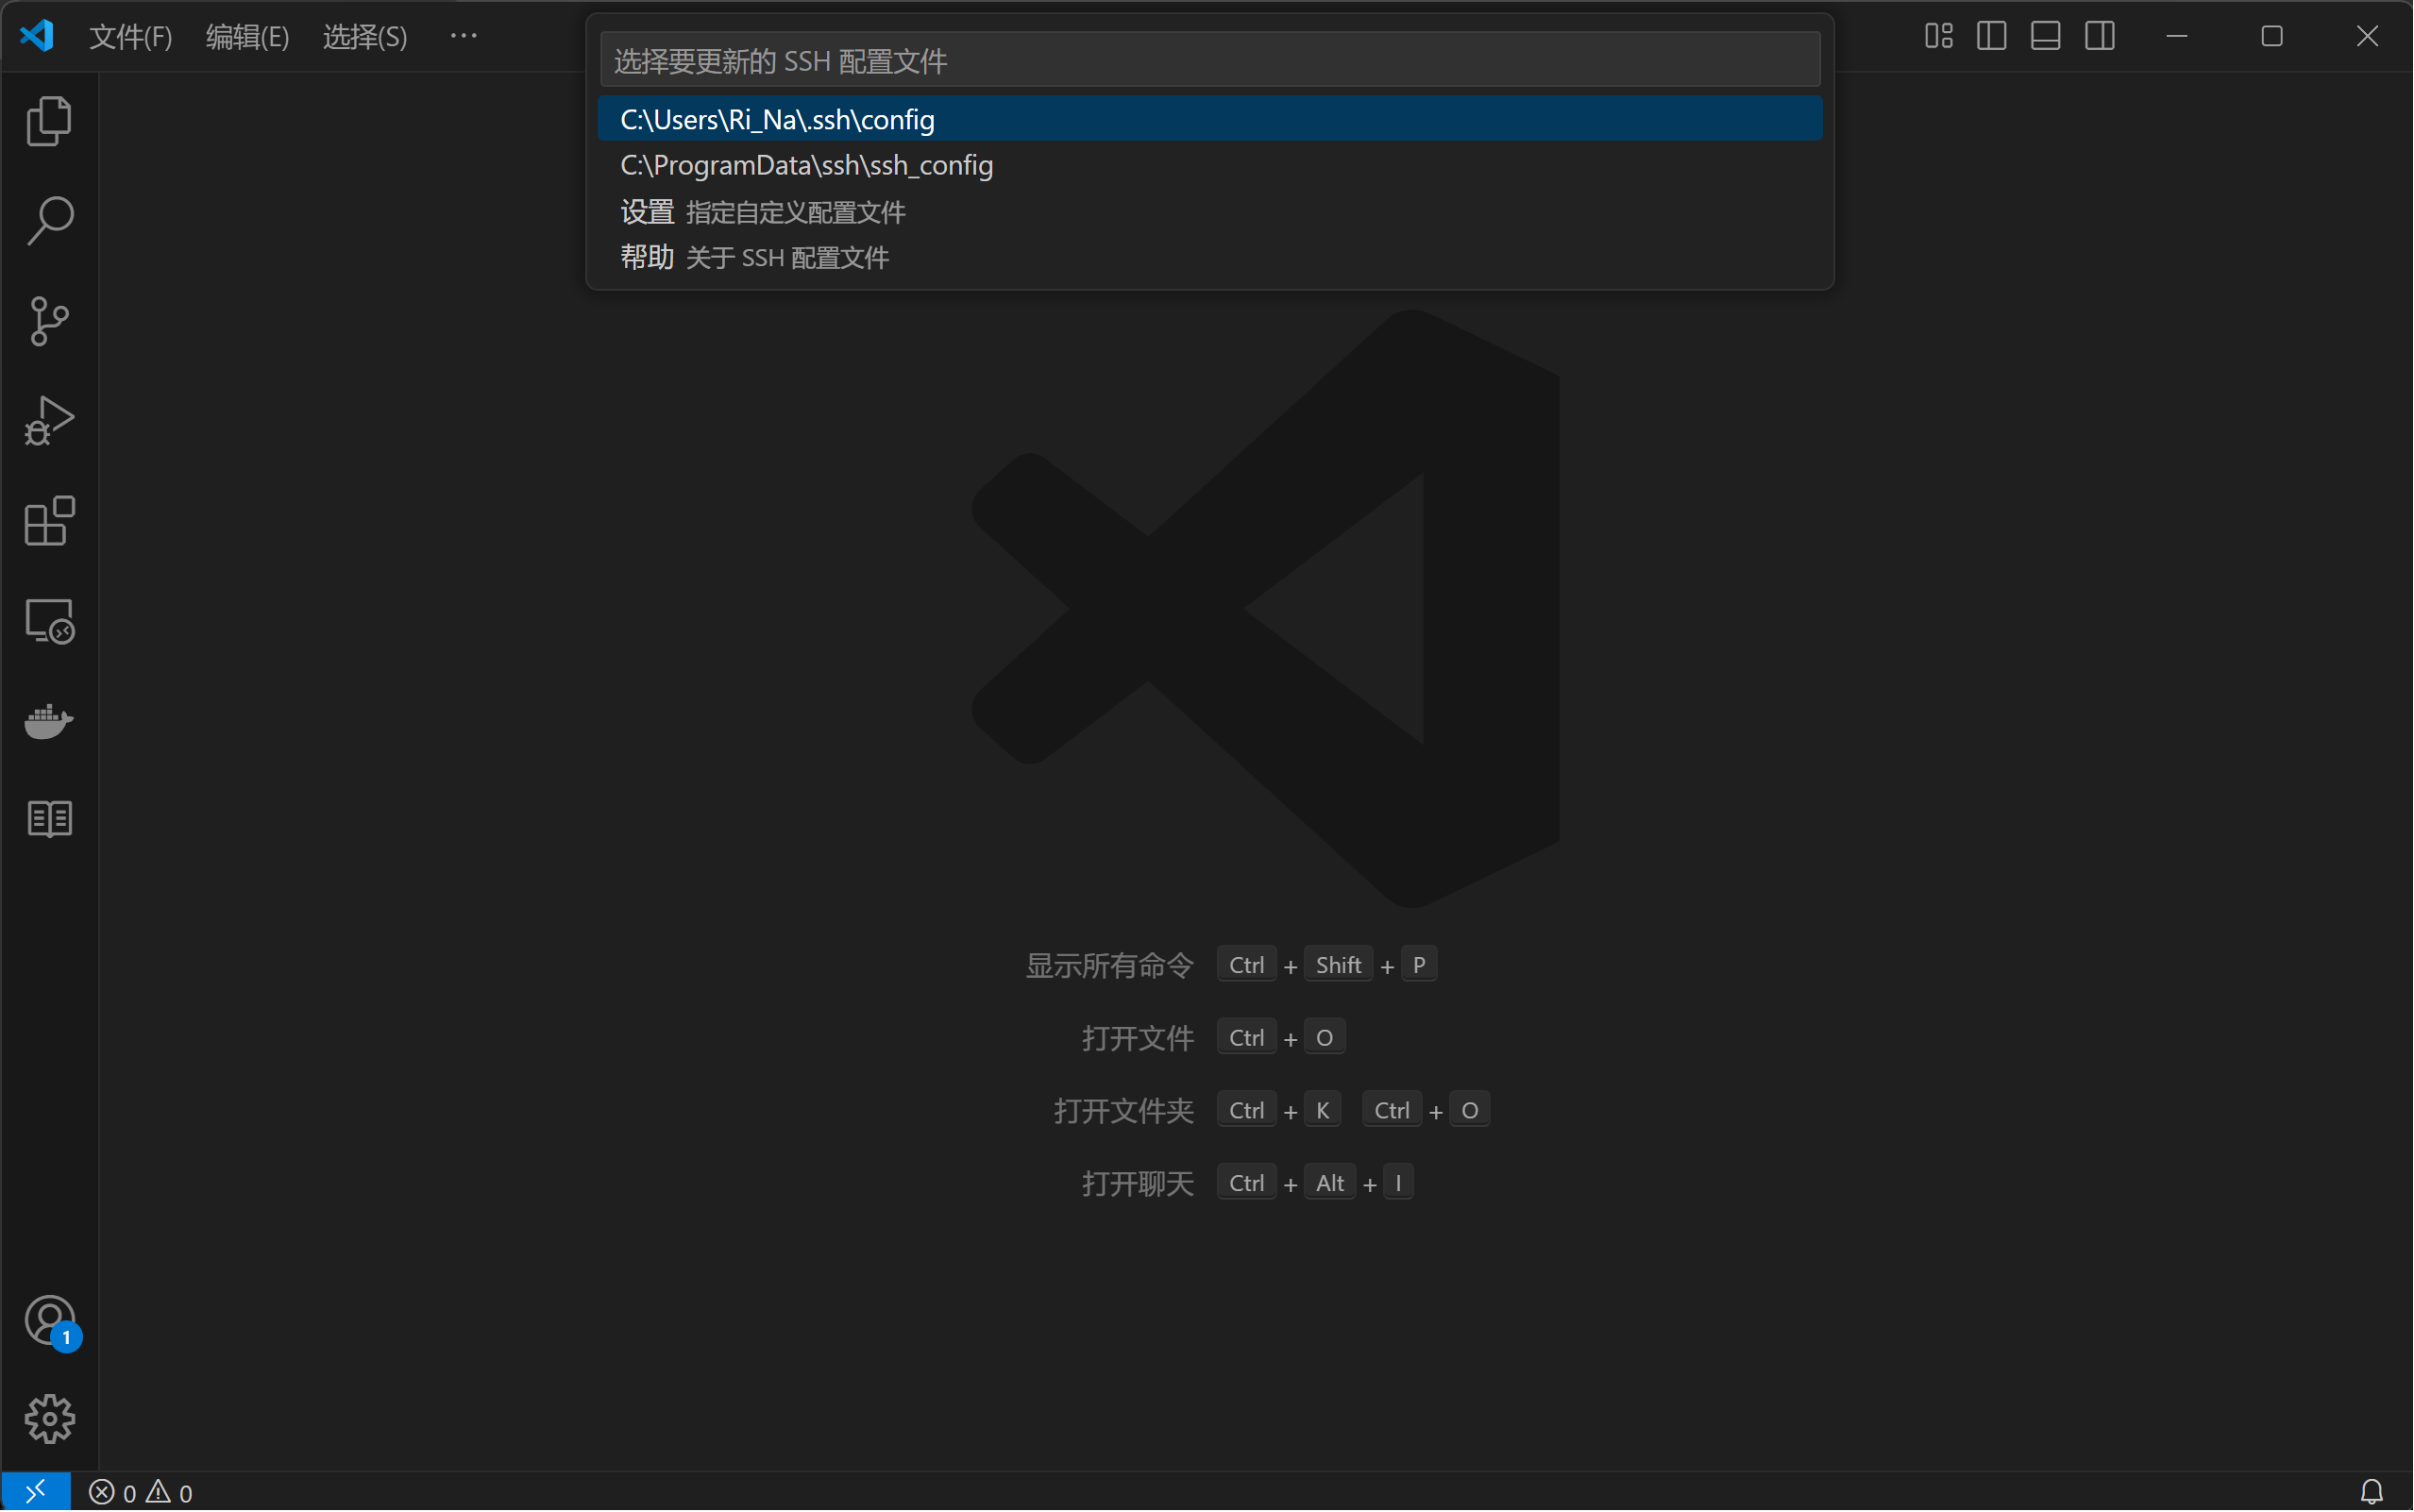 文件(F) 编辑(E) 选择(S) ···
选择要更新的 SSH 配置文件
C:\Users\Ri_Na\.ssh\config
C:\ProgramData\ssh\ssh_config
设置 指定自定义配置文件
帮助 关于 SSH 配置文件
显示所有命令 Ctrl + Shift + P
打开文件 Ctrl + O
打开文件夹 Ctrl + K Ctrl + O
打开聊天 Ctrl + Alt + I
1
0 0